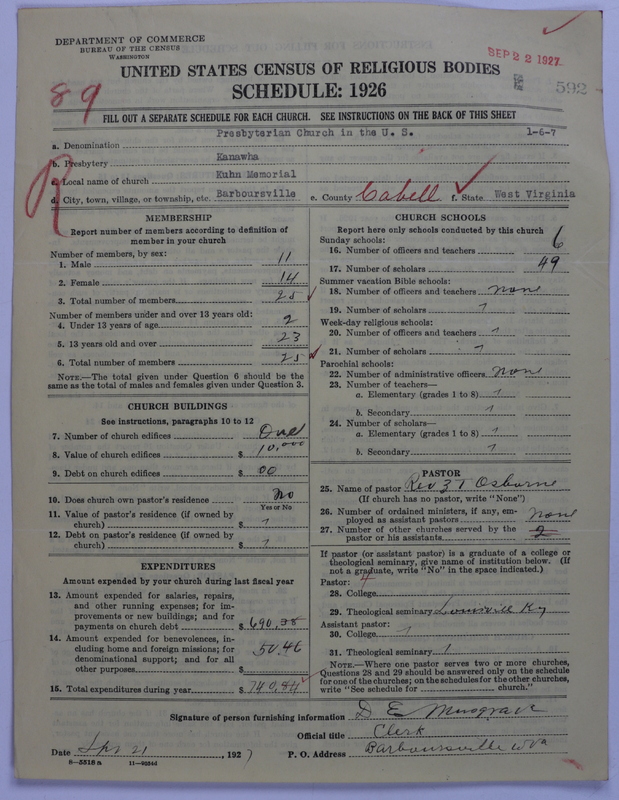 DEPARTMENT OF COMMERCE
BUREAU OF THE CENSUS
WASHINGTON
SEP 22 1927
UNITED STATES CENSUS OF RELIGIOUS BODIES
SCHEDULE: 1926
592
89
FILL OUT A SEPARATE SCHEDULE FOR EACH CHURCH. SEE INSTRUCTIONS ON THE BACK OF THIS SHEET
a. Denomination Presbyterian Church in the U. S. 1-6-7
b. Presbytery Kanawha
c. Local name of church Kuhn Memorial
d. City, town, village, or township, etc. Barboursville e. County Cabell f. State West Virginia
R
MEMBERSHIP
Report number of members according to definition of
member in your church
Number of members, by sex:
1. Male 11
2. Female 14
3. Total number of members 25
Number of members under and over 13 years old:
4. Under 13 years of age 2
5. 13 years old and over 23
6. Total number of members 25
NOTE.—The total given under Question 6 should be the
same as the total of males and females given under Question 3.
CHURCH BUILDINGS
See instructions, paragraphs 10 to 12
7. Number of church edifices One
8. Value of church edifices $ 10,000
9. Debt on church edifices $ 00
10. Does church own pastor's residence No
Yes or No
11. Value of pastor's residence (if owned by
church) $
12. Debt on pastor's residence (if owned by
church) $
EXPENDITURES
Amount expended by your church during last fiscal year
13. Amount expended for salaries, repairs,
and other running expenses; for im-
provements or new buildings; and for
payments on church debt $ 690.38
14. Amount expended for benevolences, in-
cluding home and foreign missions; for
denominational support; and for all
other purposes $ 50.46
15. Total expenditures during year $ 740.84
CHURCH SCHOOLS
Report here only schools conducted by this church
Sunday schools:
16. Number of officers and teachers 6
17. Number of scholars 49
Summer vacation Bible schools:
18. Number of officers and teachers none
19. Number of scholars
Week-day religious schools:
20. Number of officers and teachers
21. Number of scholars
Parochial schools:
22. Number of administrative officers none
23. Number of teachers—
a. Elementary (grades 1 to 8)
b. Secondary
24. Number of scholars—
a. Elementary (grades 1 to 8)
b. Secondary
PASTOR
25. Name of pastor Rev Z T Osborne
(If church has no pastor, write "None")
26. Number of ordained ministers, if any, em-
ployed as assistant pastors none
27. Number of other churches served by the
pastor or his assistants 2
If pastor (or assistant pastor) is a graduate of a college or
theological seminary, give name of institution below. (If
not a graduate, write "No" in the space indicated.)
Pastor: 4
28. College
29. Theological seminary Louisville Ky
Assistant pastor:
30. College
31. Theological seminary
NOTE.—Where one pastor serves two or more churches,
Questions 28 and 29 should be answered only on the schedule
for one of the churches; on the schedules for the other churches,
write "See schedule for church."
Signature of person furnishing information D E Musgrave
Official title Clerk
Date 21, 1927 P. O. Address Barboursville W Va
8—5518 a